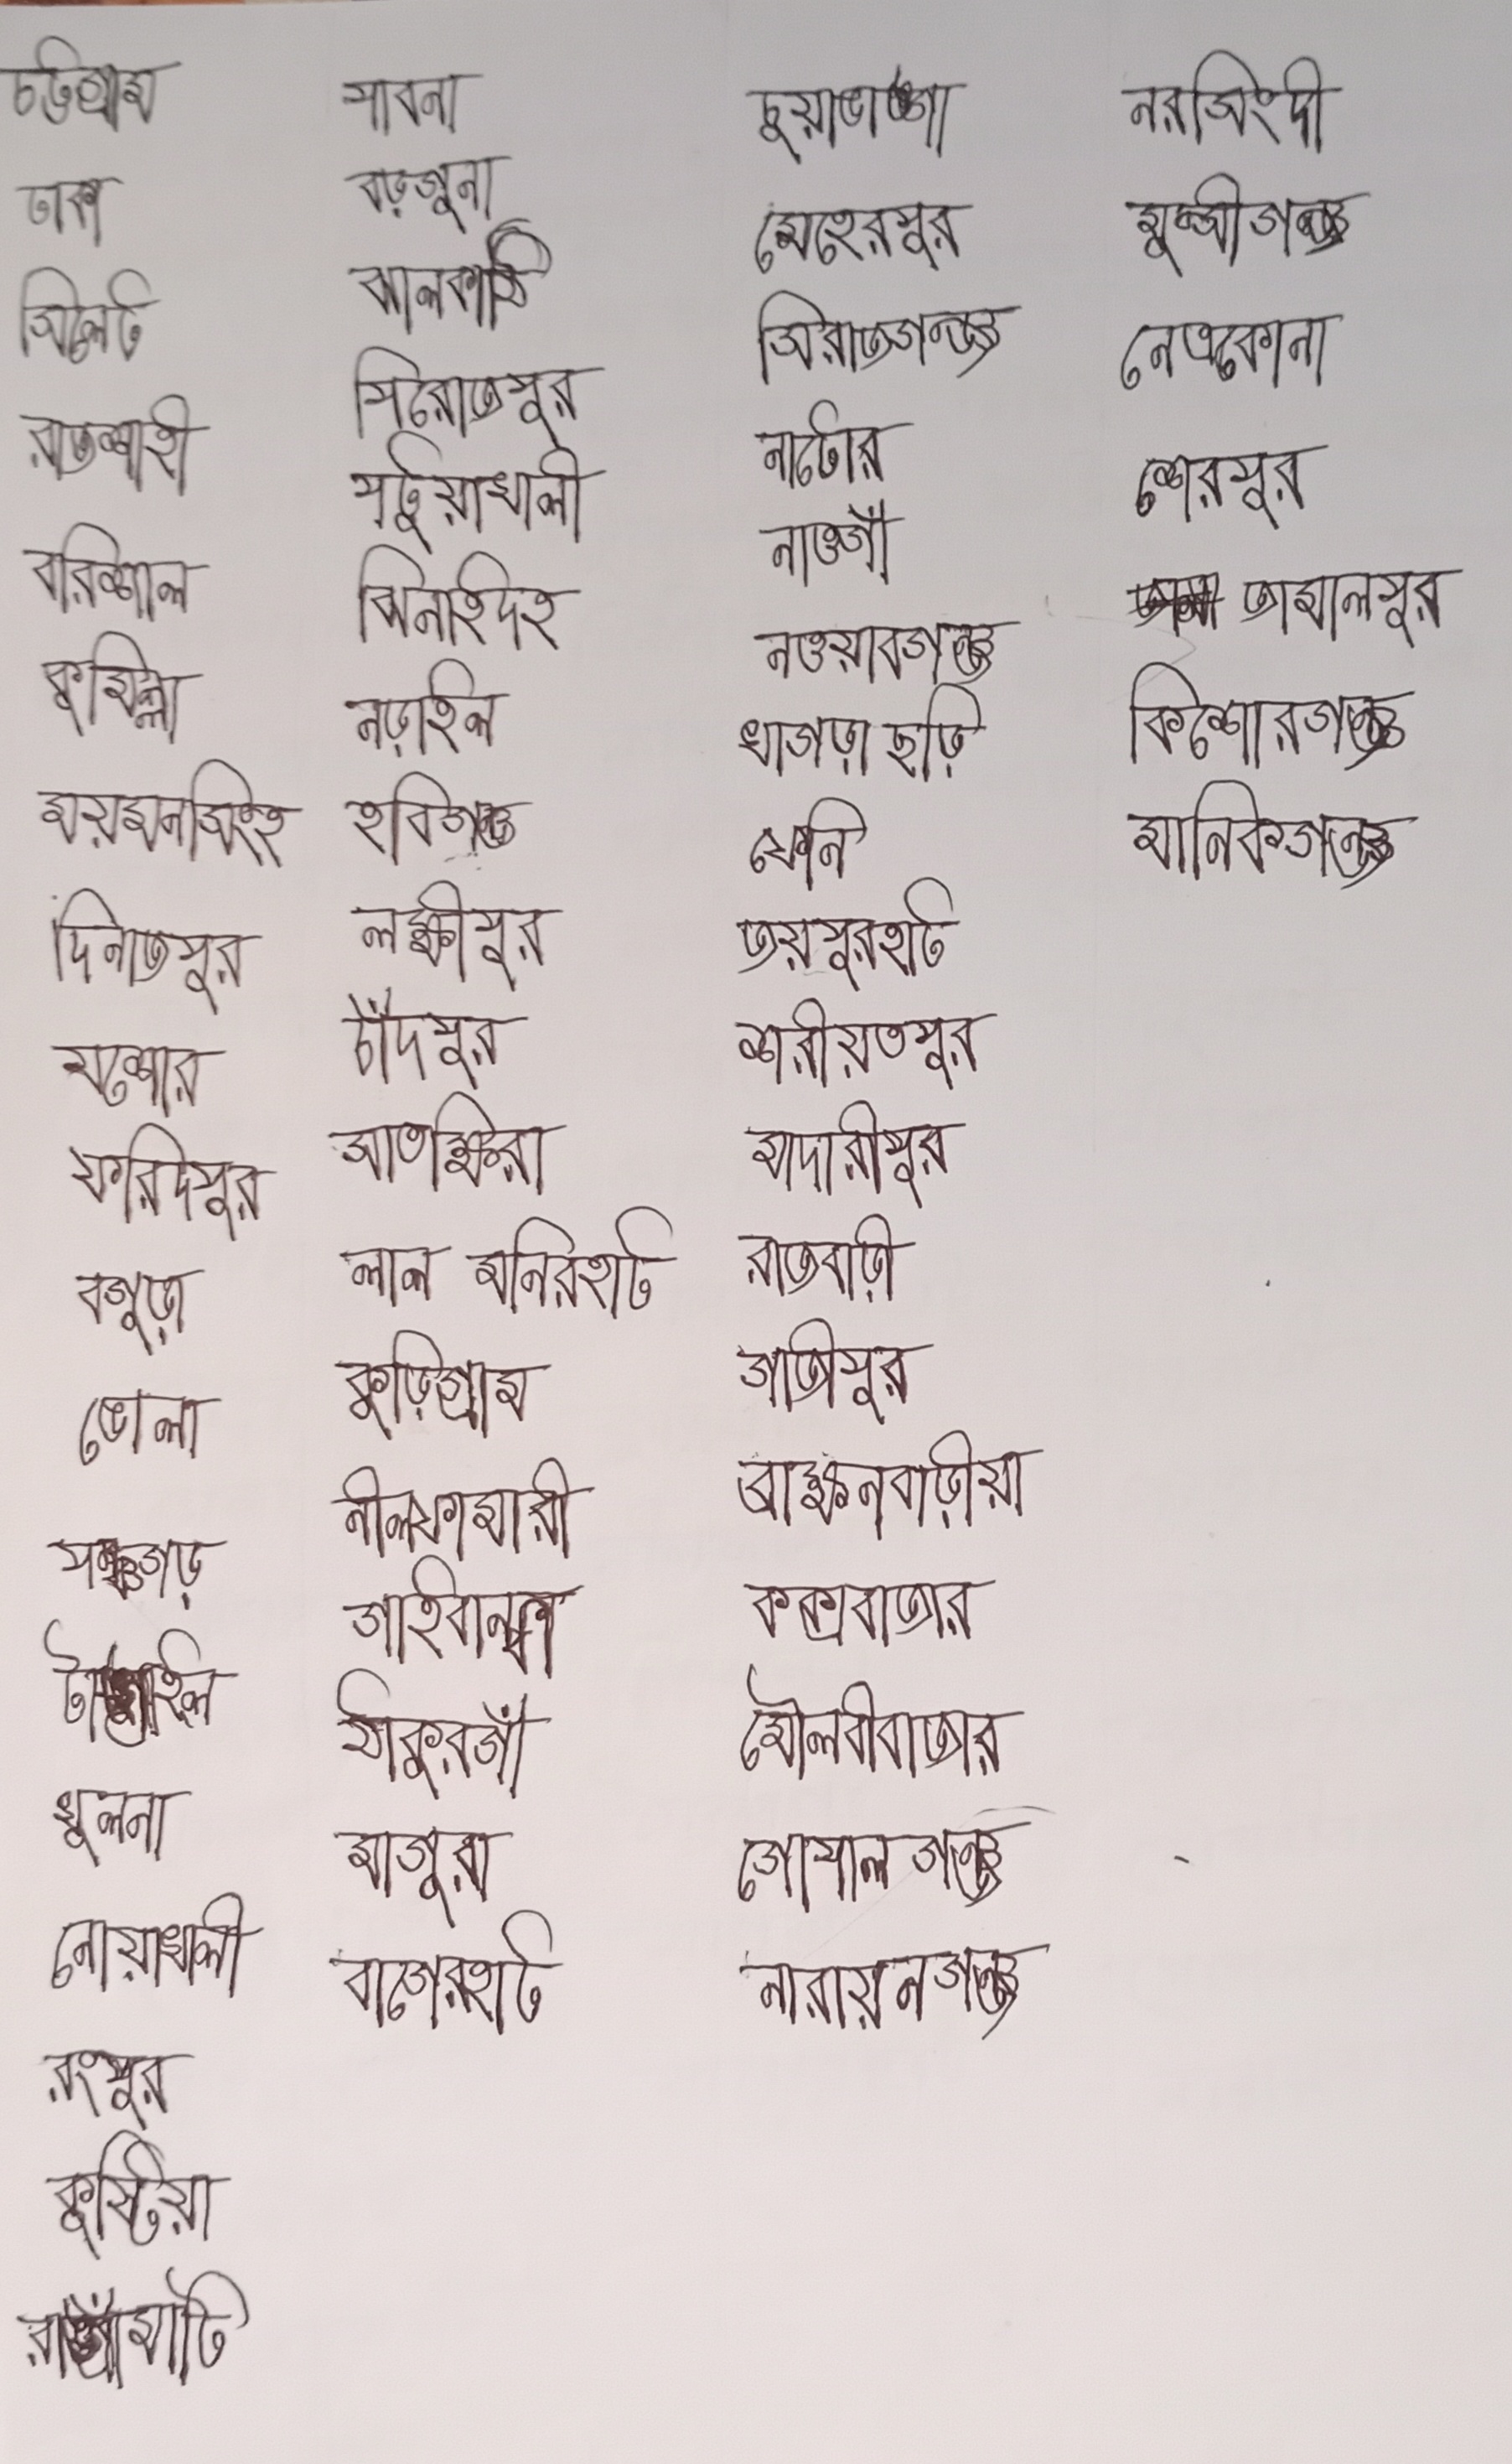 চট্টগ্রাম
ঢাকা
সিলেট
রাজশাহী
বরিশাল
কুমিল্লা
ময়মনসিংহ
দিনাজপুর
যশোর
ফরিদপুর
বগুড়া
ভোলা
পঞ্চগড়
টাঙ্গাইল
খুলনা
নোয়াখালী
রংপুর
কুষ্টিয়া
রাঙ্গাঁমাটি
পাবনা
বড়গুনা
ঝালকাঠি
পিরোজপুর
পটুয়াখালী
ঝিনাইদহ
নড়াইল
হবিগঞ্জ
লক্ষীপুর
চাঁদপুর
সাতক্ষিরা
লাল মনিরহাট
কুড়িগ্রাম
নীলফামারী
গাইবান্ধা
ঠাকুরগাঁ
মাগুরা
বাগেরহাট
চুয়াডাঙ্গা
মেহেরপুর
সিরাজগঞ্জ
নাটোর
নাওগাঁ
নওয়াবগঞ্জ
খাগড়া ছড়ি
ফেনি
জয়পুরহাট
শরীয়তপুর
মাদারীপুর
রাজবাড়ী
গাজীপুর
ব্রাহ্মনবাড়ীয়া
কক্সবাজার
মৌলবীবাজার
গোপাল গঞ্জ
নারায়নগঞ্জ
নরসিংদী
মুন্সীগঞ্জ
নেত্রকোনা
শেরপুর
জামালপুর
কিশোরগঞ্জ
মানিকগঞ্জ